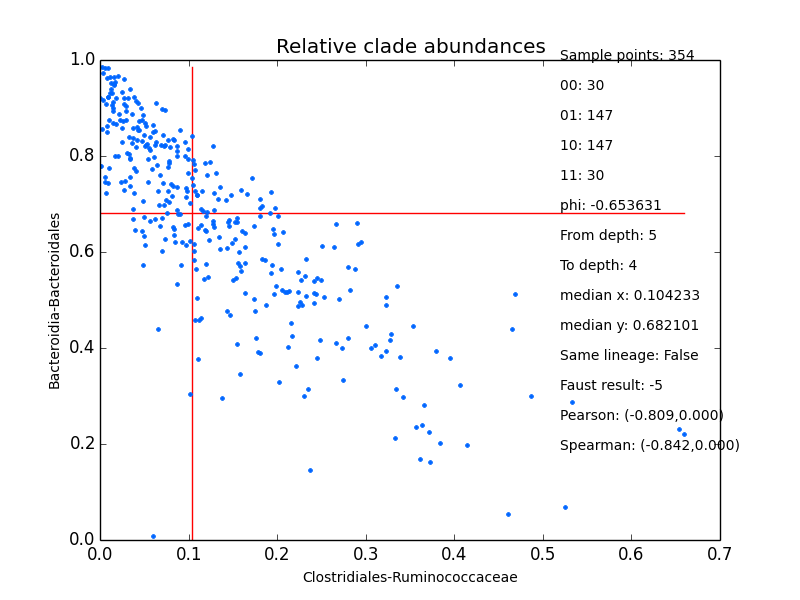 Relative clade abundances
Sample points: 354
00: 30
01: 147
10: 147
11: 30
phi: -0.653631
From depth: 5
To depth: 4
median x: 0.104233
median y: 0.682101
Same lineage: False
Faust result: -5
Pearson: (-0.809,0.000)
Spearman: (-0.842,0.000)
Bacteroidia-Bacteroidales
1.0
0.8
0.6
0.4
0.2
0.0
0.0 0.1 0.2 0.3 0.4 0.5 0.6 0.7
Clostridiales-Ruminococcaceae